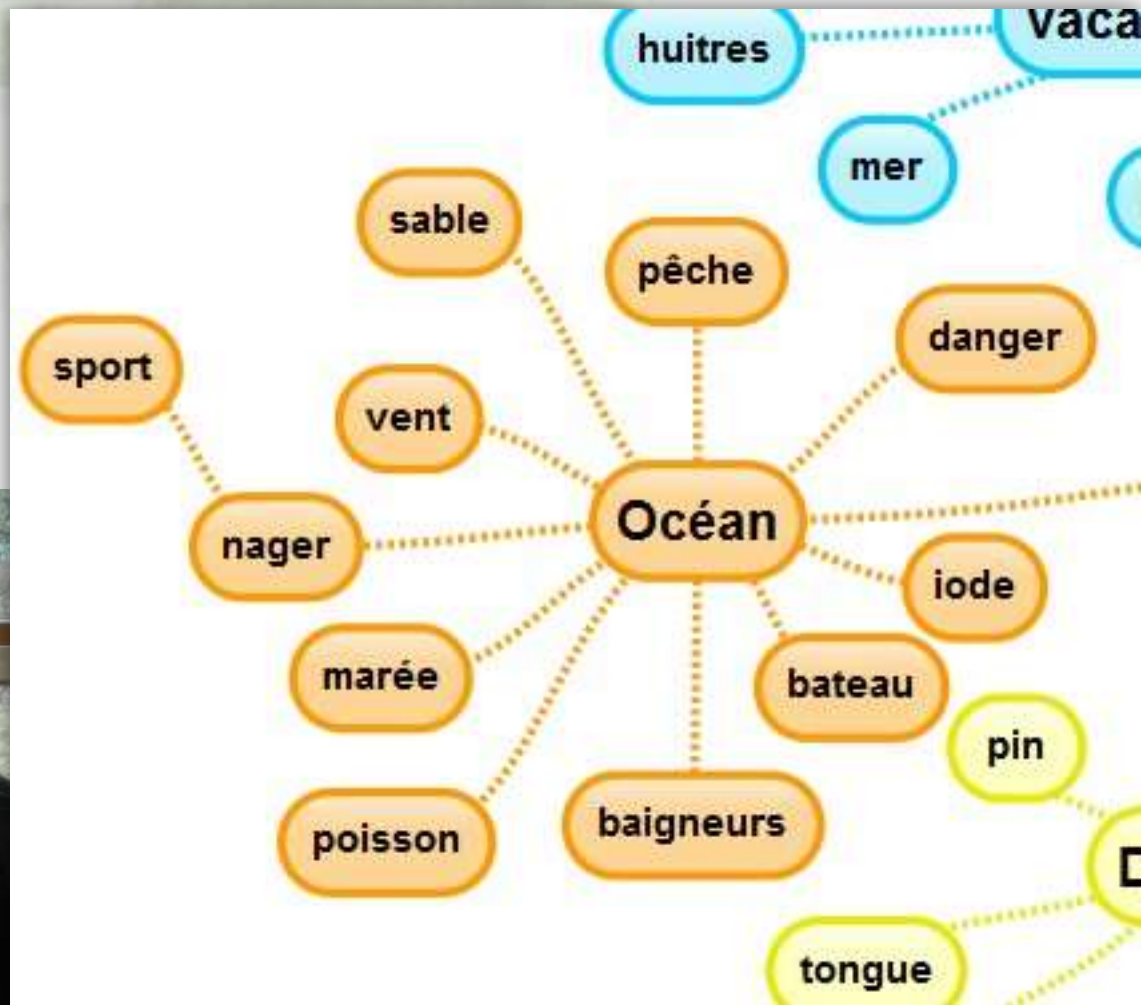 vaca
huitres
mer
sable
pêche
danger
sport
vent
Océan
nager
iode
marée
bateau
pin
poisson
baigneurs
D
tongue